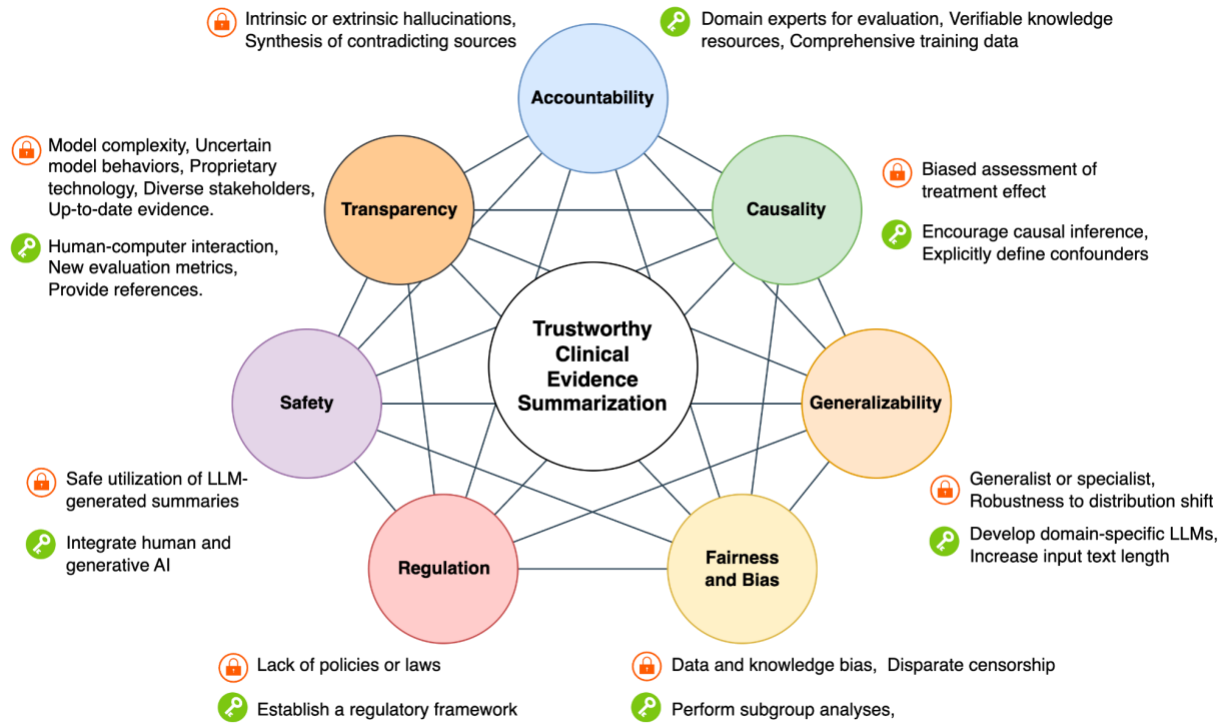 Intrinsic or extrinsic hallucinations,
Synthesis of contradicting sources
Domain experts for evaluation, Verifiable knowledge
resources, Comprehensive training data
Accountability
Model complexity, Uncertain
model behaviors, Proprietary
technology, Diverse stakeholders,
Up-to-date evidence.
Human-computer interaction,
New evaluation metrics,
Provide references.
Transparency
Causality
Biased assessment of
treatment effect
Encourage causal inference,
Explicitly define confounders
Trustworthy
Clinical
Evidence
Summarization
Safety
Generalizability
Safe utilization of LLM-
generated summaries
Integrate human and
generative AI
Generalist or specialist,
Robustness to distribution shift
Develop domain-specific LLMs,
Increase input text length
Regulation
Fairness
and Bias
Lack of policies or laws
Establish a regulatory framework
Data and knowledge bias, Disparate censorship
Perform subgroup analyses,